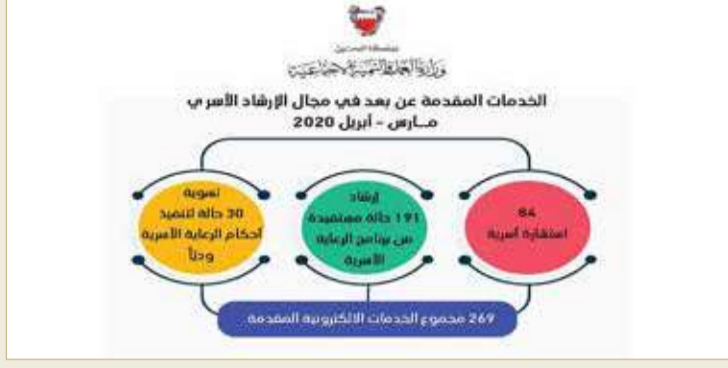 مملكة البحرين
وزارة العمل والتنمية الاجتماعية
الخدمات المقدمة عن بعد في مجال الإرشاد الأسري
مــارس - أبريل 2020
84
استشارة أسرية
إرشاد
191 حالة مستفيدة
من برنامج الرعاية
الأسرية
تسوية
30 حالة لتنفيذ
أحكام الرعاية الأسرية
ودياً
269 مجموع الخدمات الالكترونية المقدمة